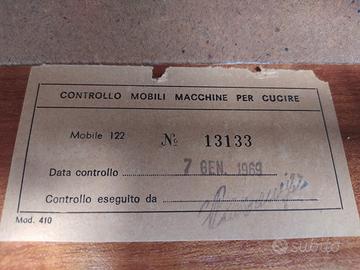 CONTROLLO MOBILI MACCHINE PER CUCIRE
Mobile 122 № 13133
Data controllo 7 GEN. 1969
Controllo eseguito da
Mod. 410
subito